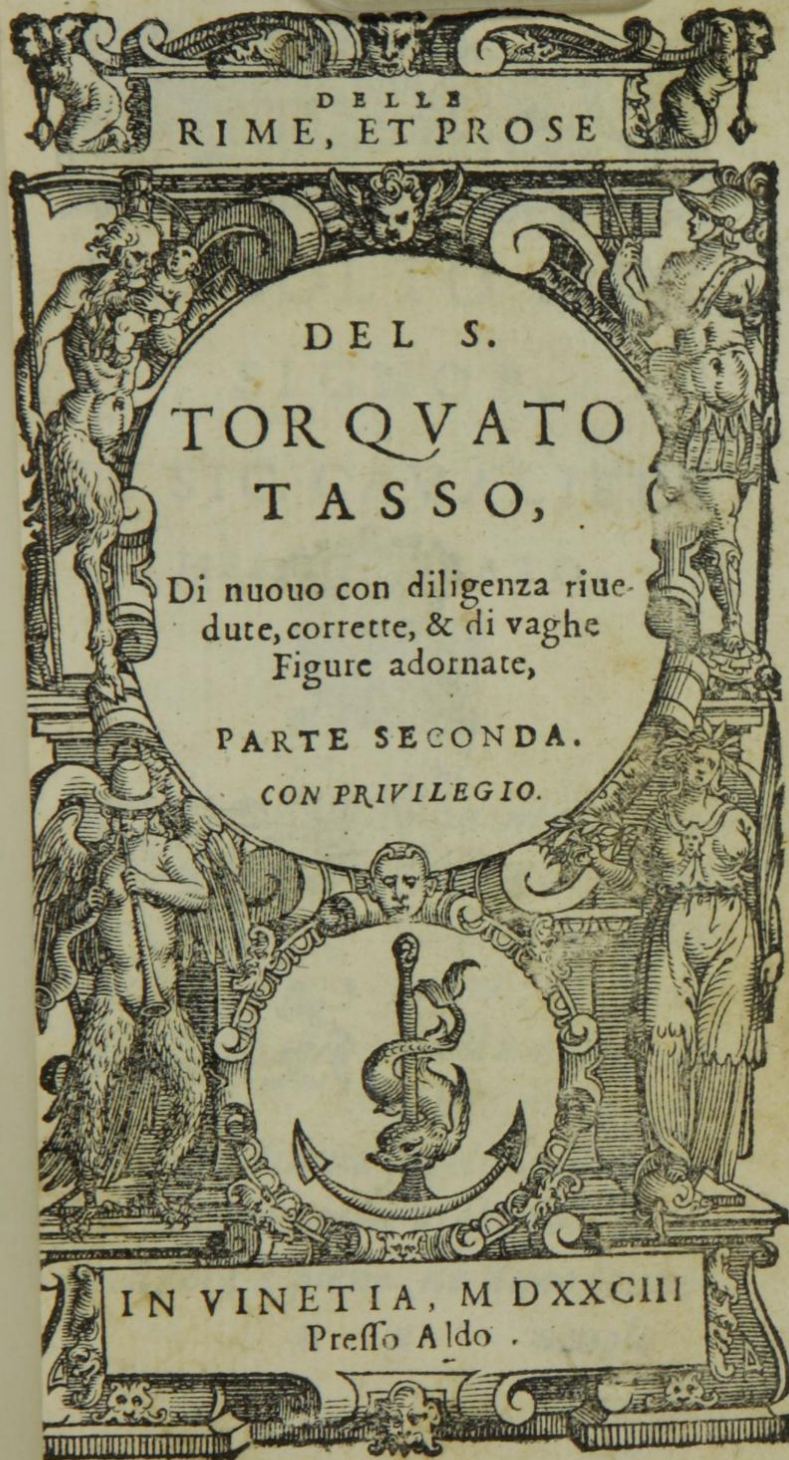 DELLE
RIME, ET PROSE
DEL S.
TORQVATO
TASSO,
Di nuouo con diligenza riue-
dute, corrette, & di vaghe
Figure adornate,
PARTE SECONDA.
CON PRIVILEGIO.
IN VINETIA, M DXXCIII
Presso Aldo.